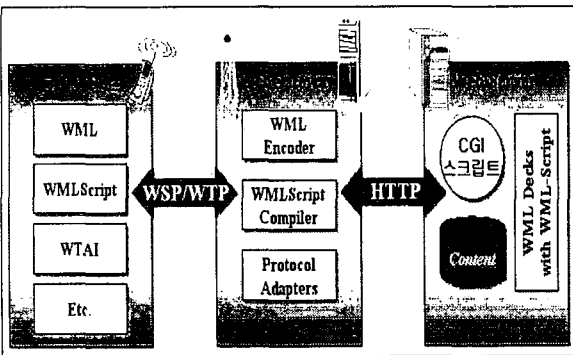 WML
WMLScript
WTAI
Etc.
WSP/WTP
WML
Encoder
WMLScript
Compiler
Protocol
Adapters
HTTP
CGI
스크립트
Content
WML Decks
with WML-Script